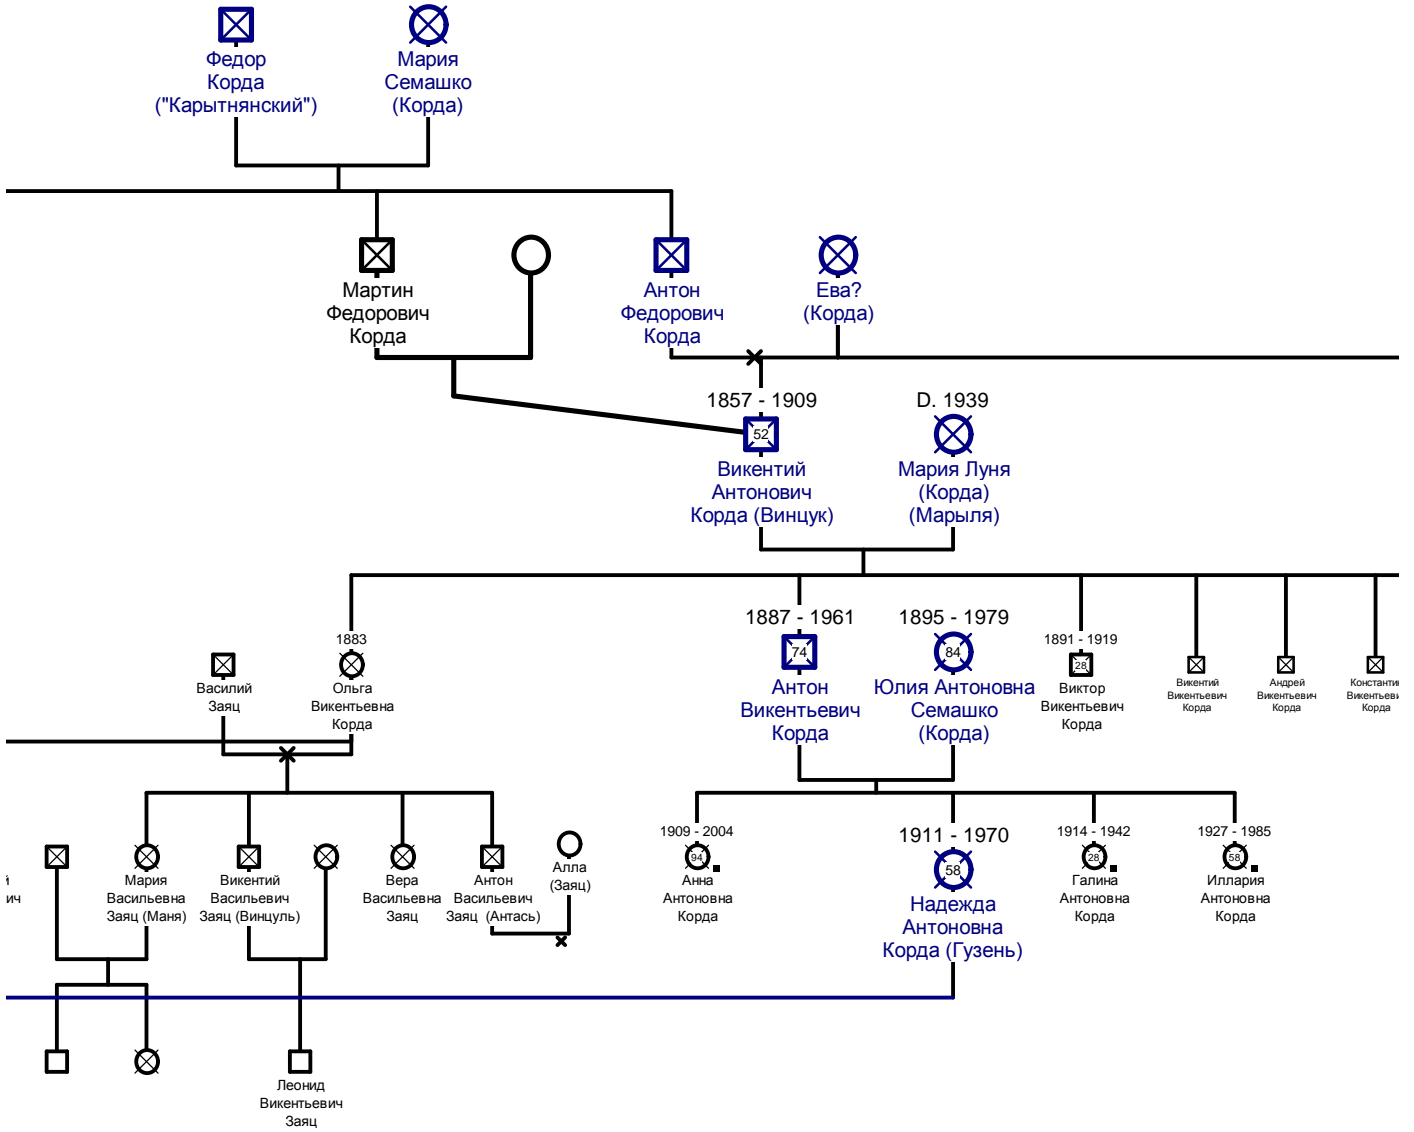 Федор
Корда
("Карытнянский")
Мария
Семашко
(Корда)
Мартин
Федорович
Корда
Антон
Федорович
Корда
Ева?
(Корда)
1857 - 1909
52
Викентий
Антонович
Корда (Винцук)
D. 1939
Мария Луня
(Корда)
(Марыля)
Василий
Заяц
1883
Ольга
Викентьевна
Корда
1887 - 1961
74
Антон
Викентьевич
Корда
1895 - 1979
84
Юлия Антоновна
Семашко
(Корда)
1891 - 1919
28
Виктор
Викентьевич
Корда
Викентий
Викентьевич
Корда
Андрей
Викентьевич
Корда
Константин
Викентьеви
Корда
й
ич
Мария
Васильевна
Заяц (Маня)
Викентий
Васильевич
Заяц (Винцуль)
Вера
Васильевна
Заяц
Антон
Васильевич
Заяц (Антась)
Алла
(Заяц)
1909 - 2004
94
Анна
Антоновна
Корда
1911 - 1970
58
Надежда
Антоновна
Корда (Гузень)
1914 - 1942
28
Галина
Антоновна
Корда
1927 - 1985
58
Иллария
Антоновна
Корда
Леонид
Викентьевич
Заяц